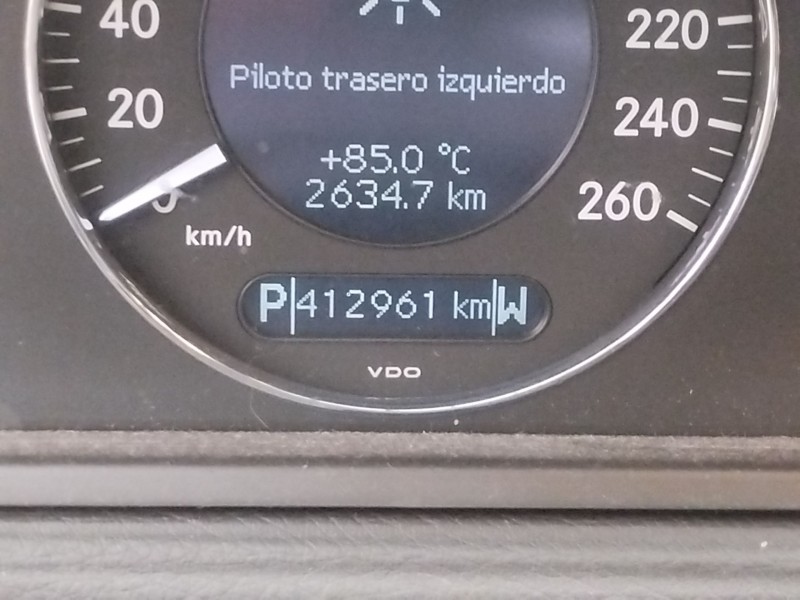 40
220
Piloto trasero izquierdo
20
240
+85.0 °C
2634.7 km
0
260
km/h
P 412961 km W
VDO